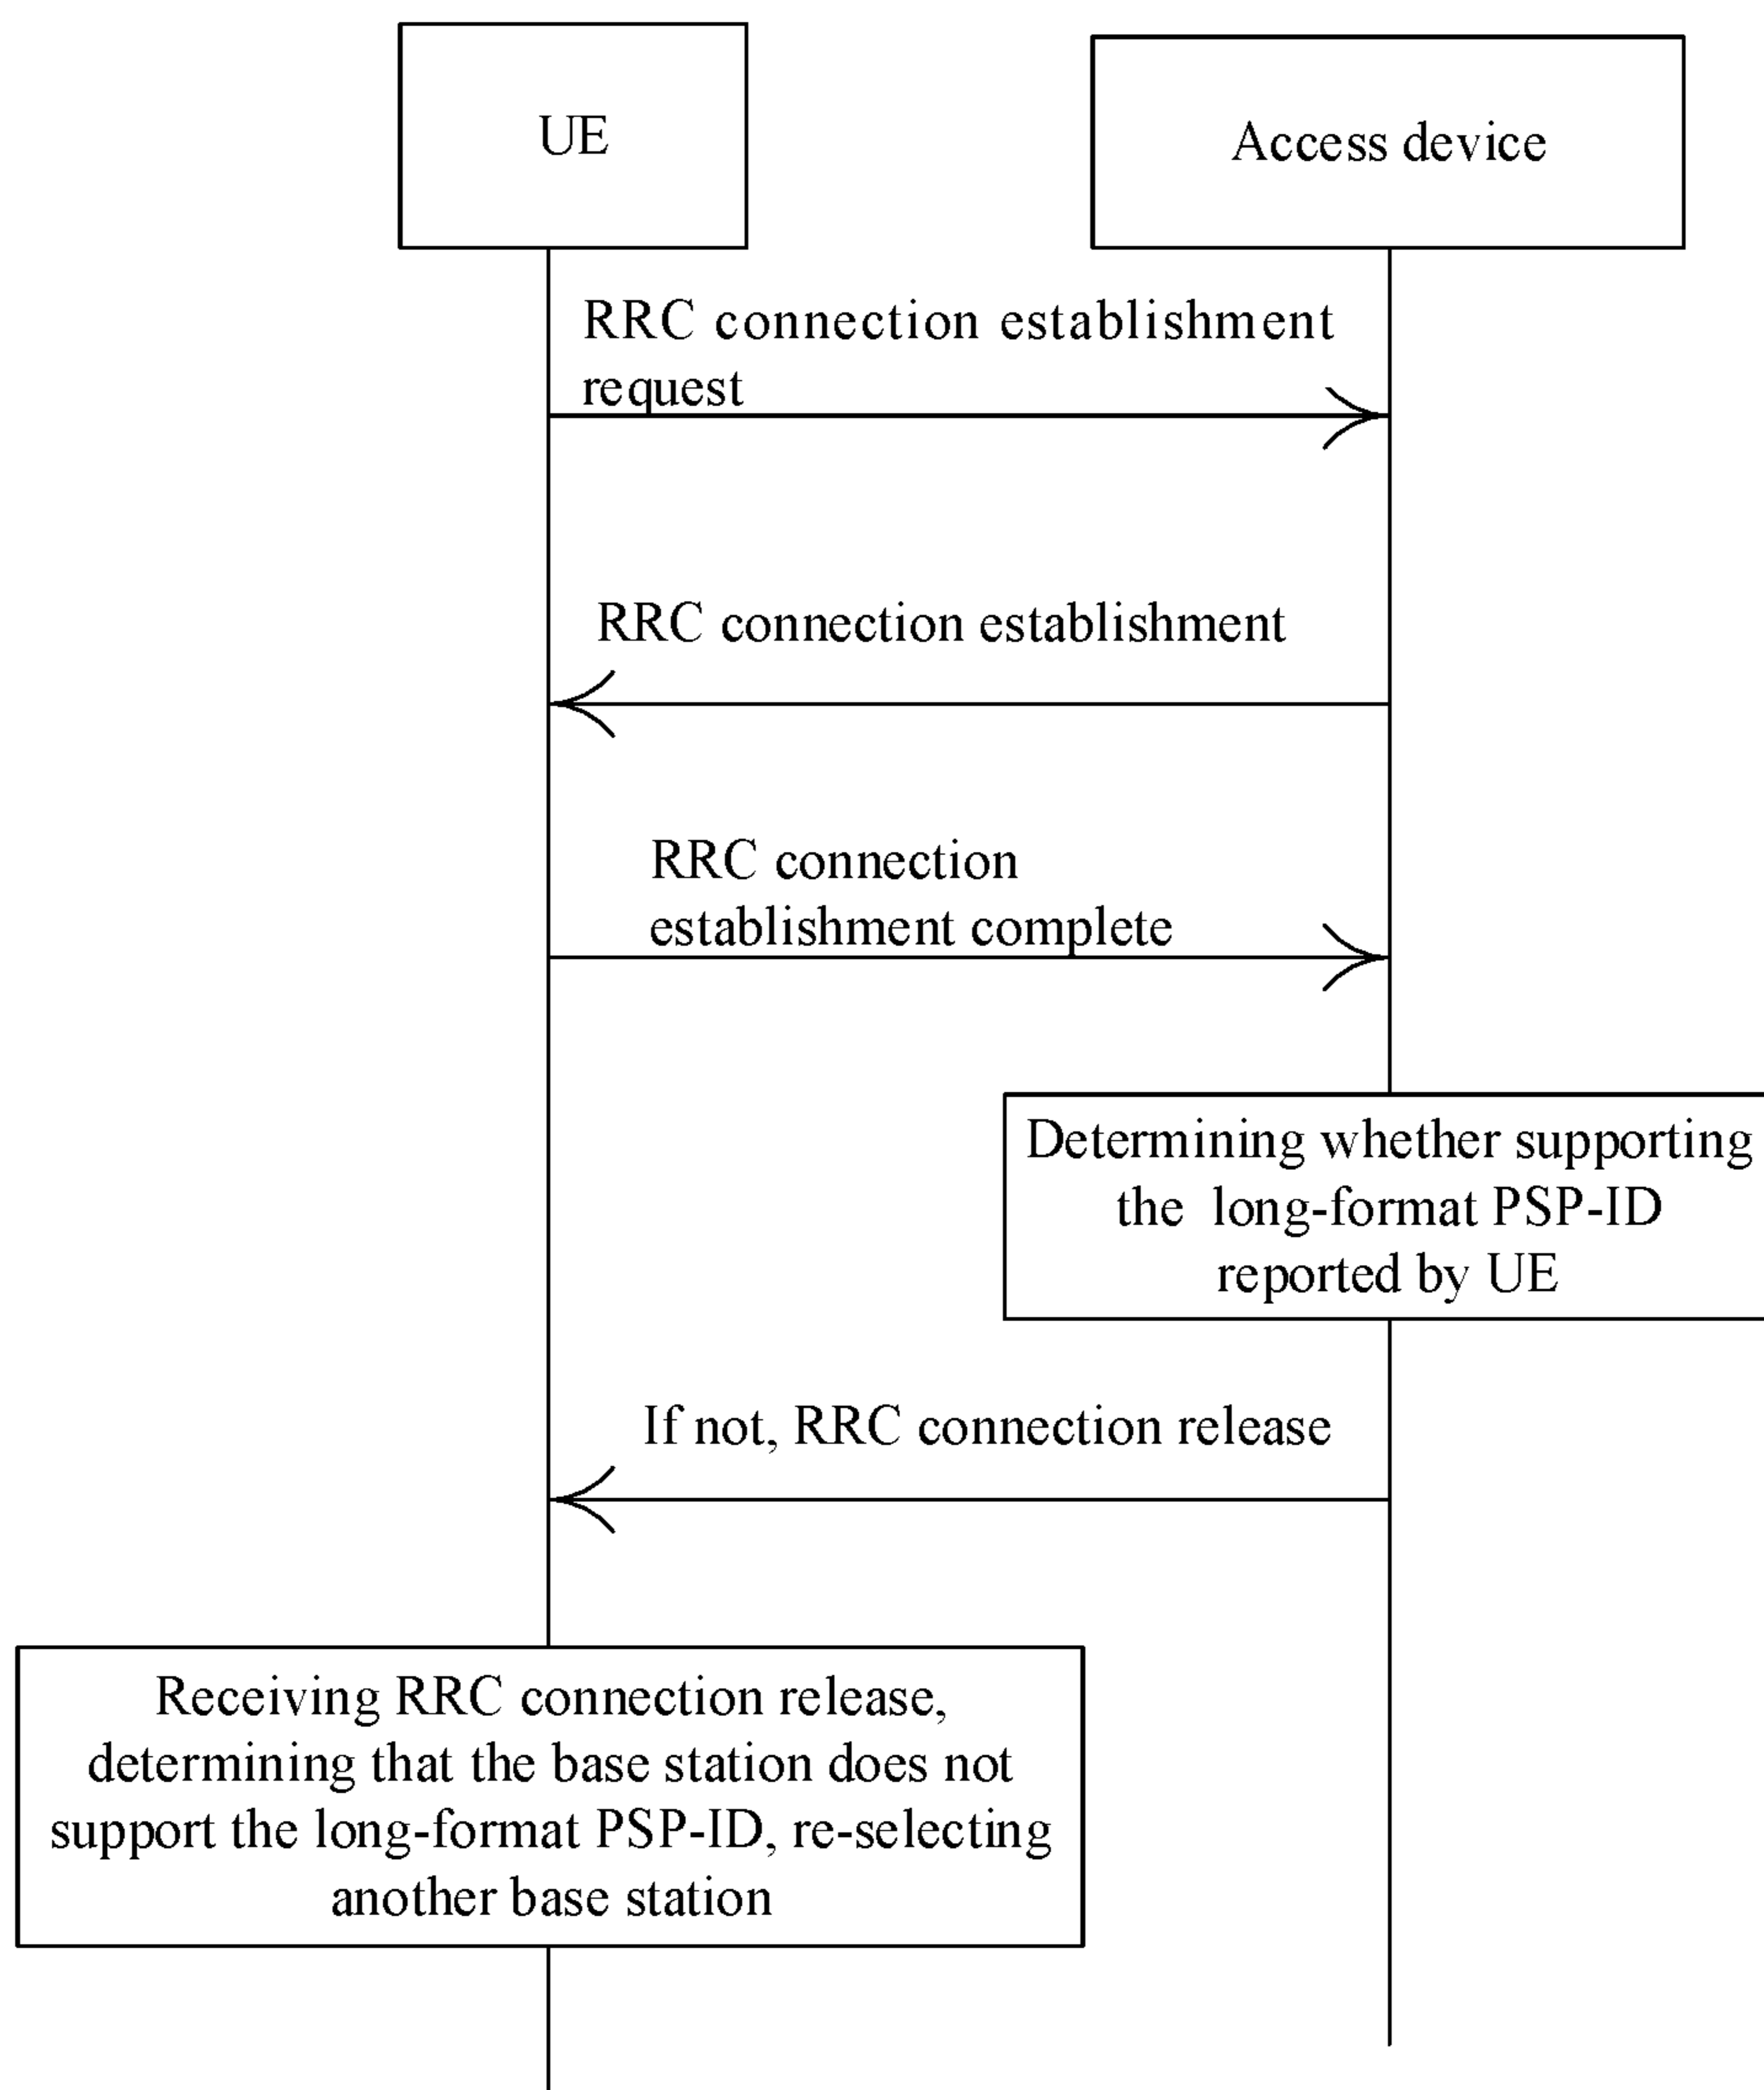 UE
Access device
RRC connection establishment
request
RRC connection establishment
RRC connection
establishment complete
Determining whether supporting
the long-format PSP-ID
reported by UE
If not, RRC connection release
Receiving RRC connection release,
determining that the base station does not
support the long-format PSP-ID, re-selecting
another base station